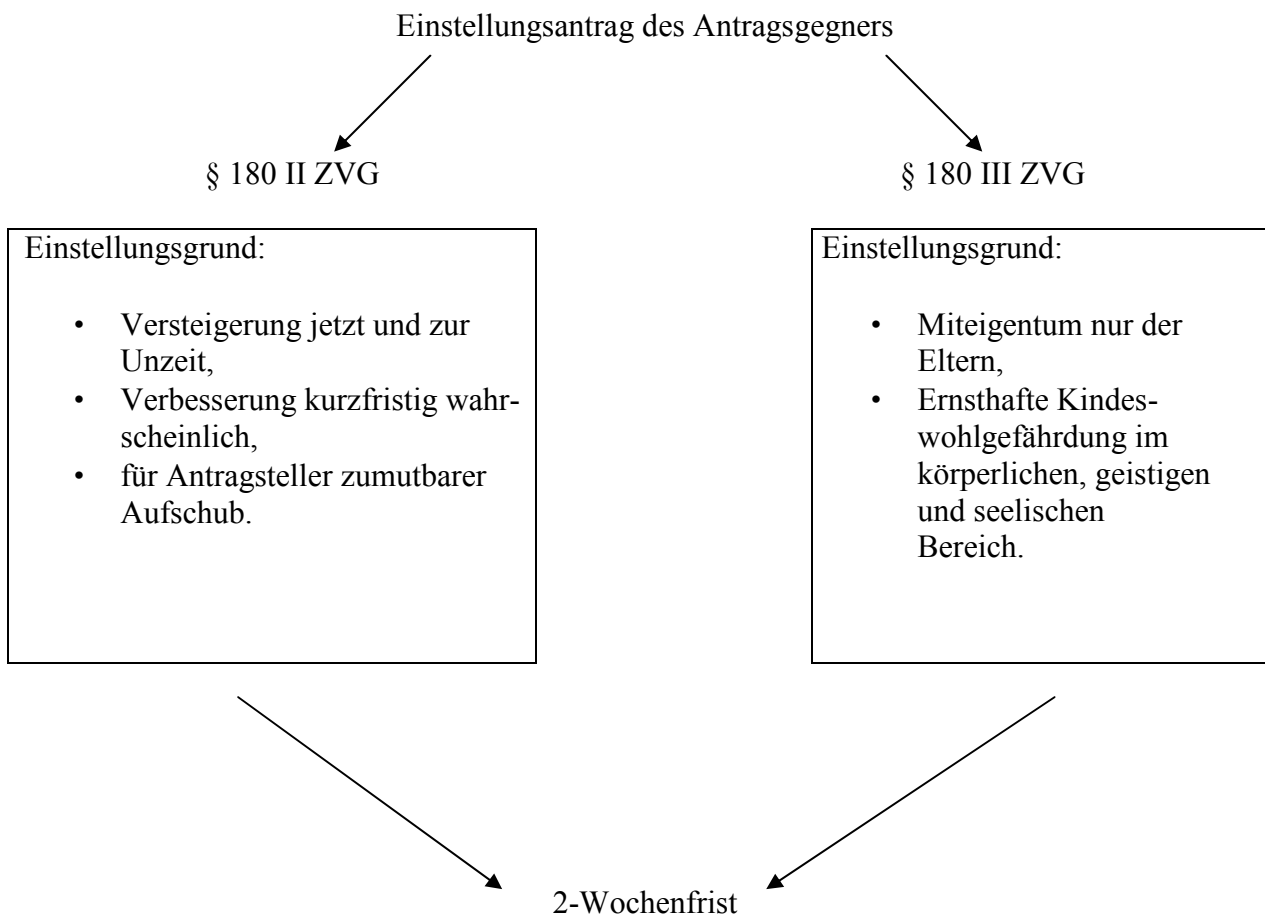 Einstellungsantrag des Antragsgegners
§ 180 II ZVG
Einstellungsgrund:
• Versteigerung jetzt und zur
Unzeit,
• Verbesserung kurzfristig wahr-
scheinlich,
• für Antragsteller zumutbarer
Aufschub.
§ 180 III ZVG
Einstellungsgrund:
• Miteigentum nur der
Eltern,
• Ernsthafte Kindes-
wohlgefährdung im
körperlichen, geistigen
und seelischen
Bereich.
2-Wochenfrist